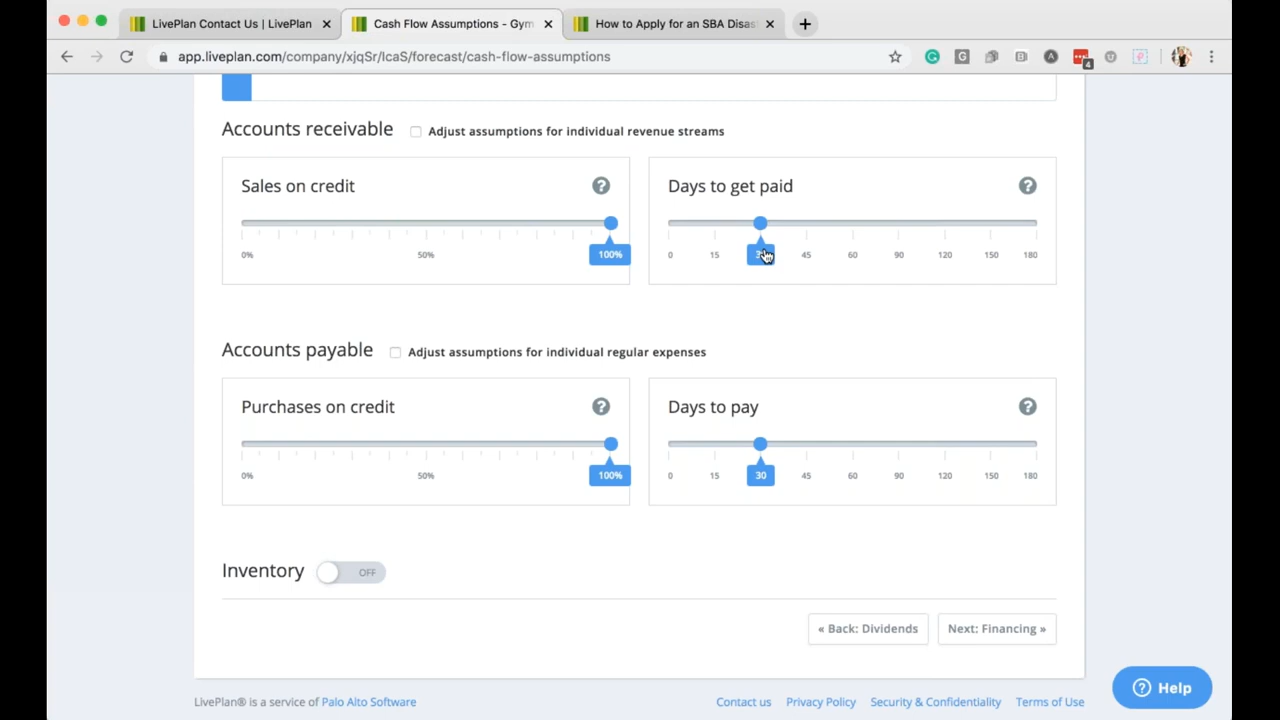 LivePlan Contact Us | LivePlan
Cash Flow Assumptions - Gym
How to Apply for an SBA Disas
app.liveplan.com/company/xjqSr/IcaS/forecast/cash-flow-assumptions
4
Accounts receivable
Adjust assumptions for individual revenue streams
Sales on credit
?
Days to get paid
?
0%
50%
100%
0
15
45
60
90
120
150
180
Accounts payable
Adjust assumptions for individual regular expenses
Purchases on credit
?
Days to pay
?
0%
50%
100%
0
15
30
45
60
90
120
150
180
Inventory
OFF
« Back: Dividends
Next: Financing »
LivePlan® is a service of Palo Alto Software
Contact us
Privacy Policy
Security & Confidentiality
Terms of Use
? Help